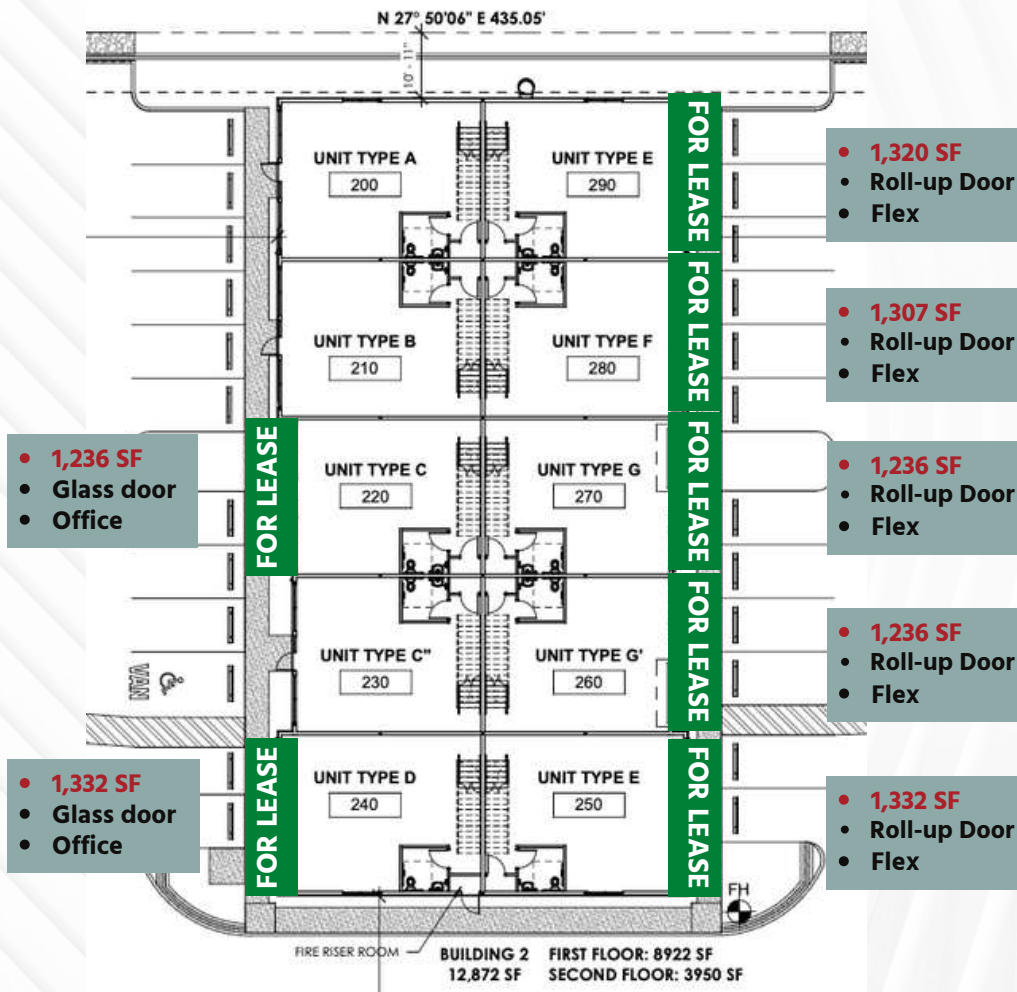 N 27° 50'06" E 435.05'
10' - 11"
UNIT TYPE A
200
UNIT TYPE E
290
FOR LEASE
• 1,320 SF
• Roll-up Door
• Flex
UNIT TYPE B
210
UNIT TYPE F
280
FOR LEASE
• 1,307 SF
• Roll-up Door
• Flex
• 1,236 SF
• Glass door
• Office
FOR LEASE
UNIT TYPE C
220
UNIT TYPE G
270
FOR LEASE
• 1,236 SF
• Roll-up Door
• Flex
VAN
UNIT TYPE C"
230
UNIT TYPE G'
260
FOR LEASE
• 1,236 SF
• Roll-up Door
• Flex
• 1,332 SF
• Glass door
• Office
FOR LEASE
UNIT TYPE D
240
UNIT TYPE E
250
FOR LEASE
• 1,332 SF
• Roll-up Door
• Flex
FH
FIRE RISER ROOM
BUILDING 2
12,872 SF
FIRST FLOOR: 8922 SF
SECOND FLOOR: 3950 SF